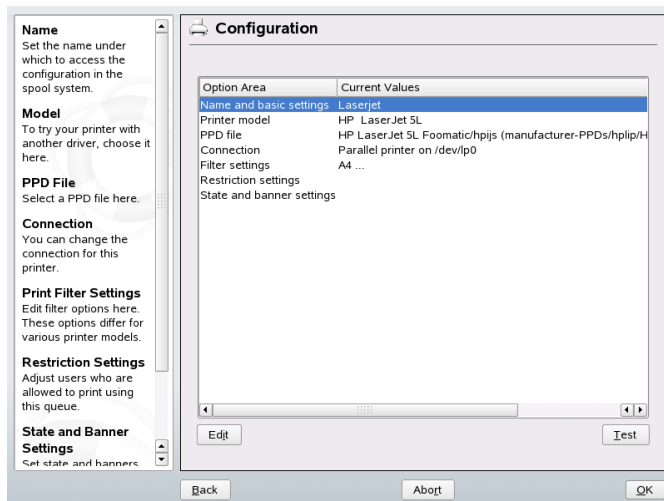 Name
Set the name under
which to access the
configuration in the
spool system.
Model
To try your printer with
another driver, choose it
here.
PPD File
Select a PPD file here.
Connection
You can change the
connection for this
printer.
Print Filter Settings
Edit filter options here.
These options differ for
various printer models.
Restriction Settings
Adjust users who are
allowed to print using
this queue.
State and Banner
Settings
Set state and banners
Configuration
Option Area Current Values
Name and basic settings Laserjet
Printer model HP LaserJet 5L
PPD file HP LaserJet 5L Foomatic/hpijs (manufacturer-PPDs/hplip/H
Connection Parallel printer on /dev/lp0
Filter settings A4 ...
Restriction settings
State and banner settings
Edit Test
Back Abort OK